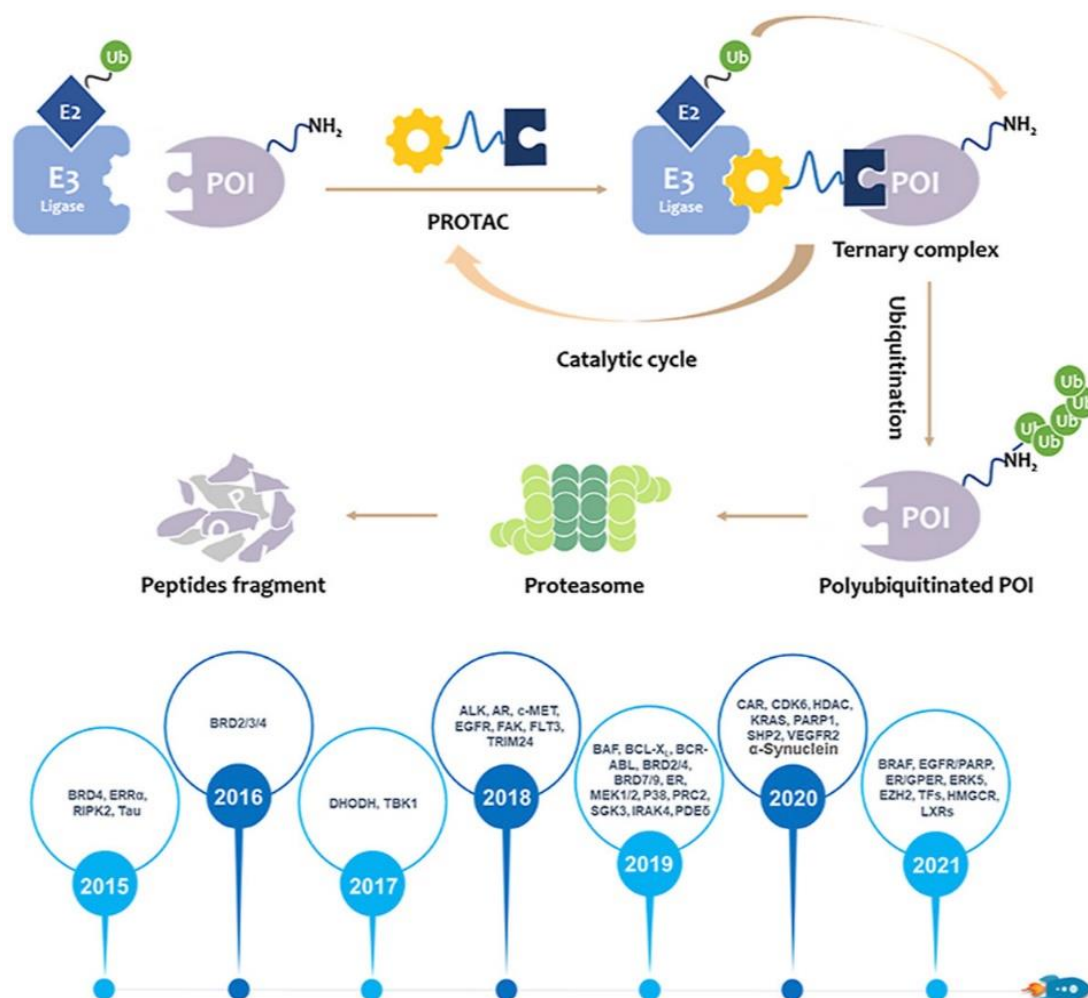 Ub
E2
E3
Ligase
POI
NH₂
PROTAC
Ub
E2
E3
Ligase
POI
NH₂
Ternary complex
Catalytic cycle
Ubiquitination
Ub
Ub
Ub
Ub
Ub
NH₂
POI
Polyubiquitinated POI
Proteasome
P
O
Peptides fragment
BRD4, ERRα,
RIPK2, Tau
2015
BRD2/3/4
2016
DHODH, TBK1
2017
ALK, AR, c-MET,
EGFR, FAK, FLT3,
TRIM24
2018
BAF, BCL-X_L, BCR-
ABL, BRD2/4,
BRD7/9, ER,
MEK1/2, P38, PRC2,
SGK3, IRAK4, PDEδ
2019
CAR, CDK6, HDAC,
KRAS, PARP1,
SHP2, VEGFR2
α-Synuclein
2020
BRAF, EGFR/PARP,
ER/GPER, ERK5,
EZH2, TFs, HMGCR,
LXRs
2021